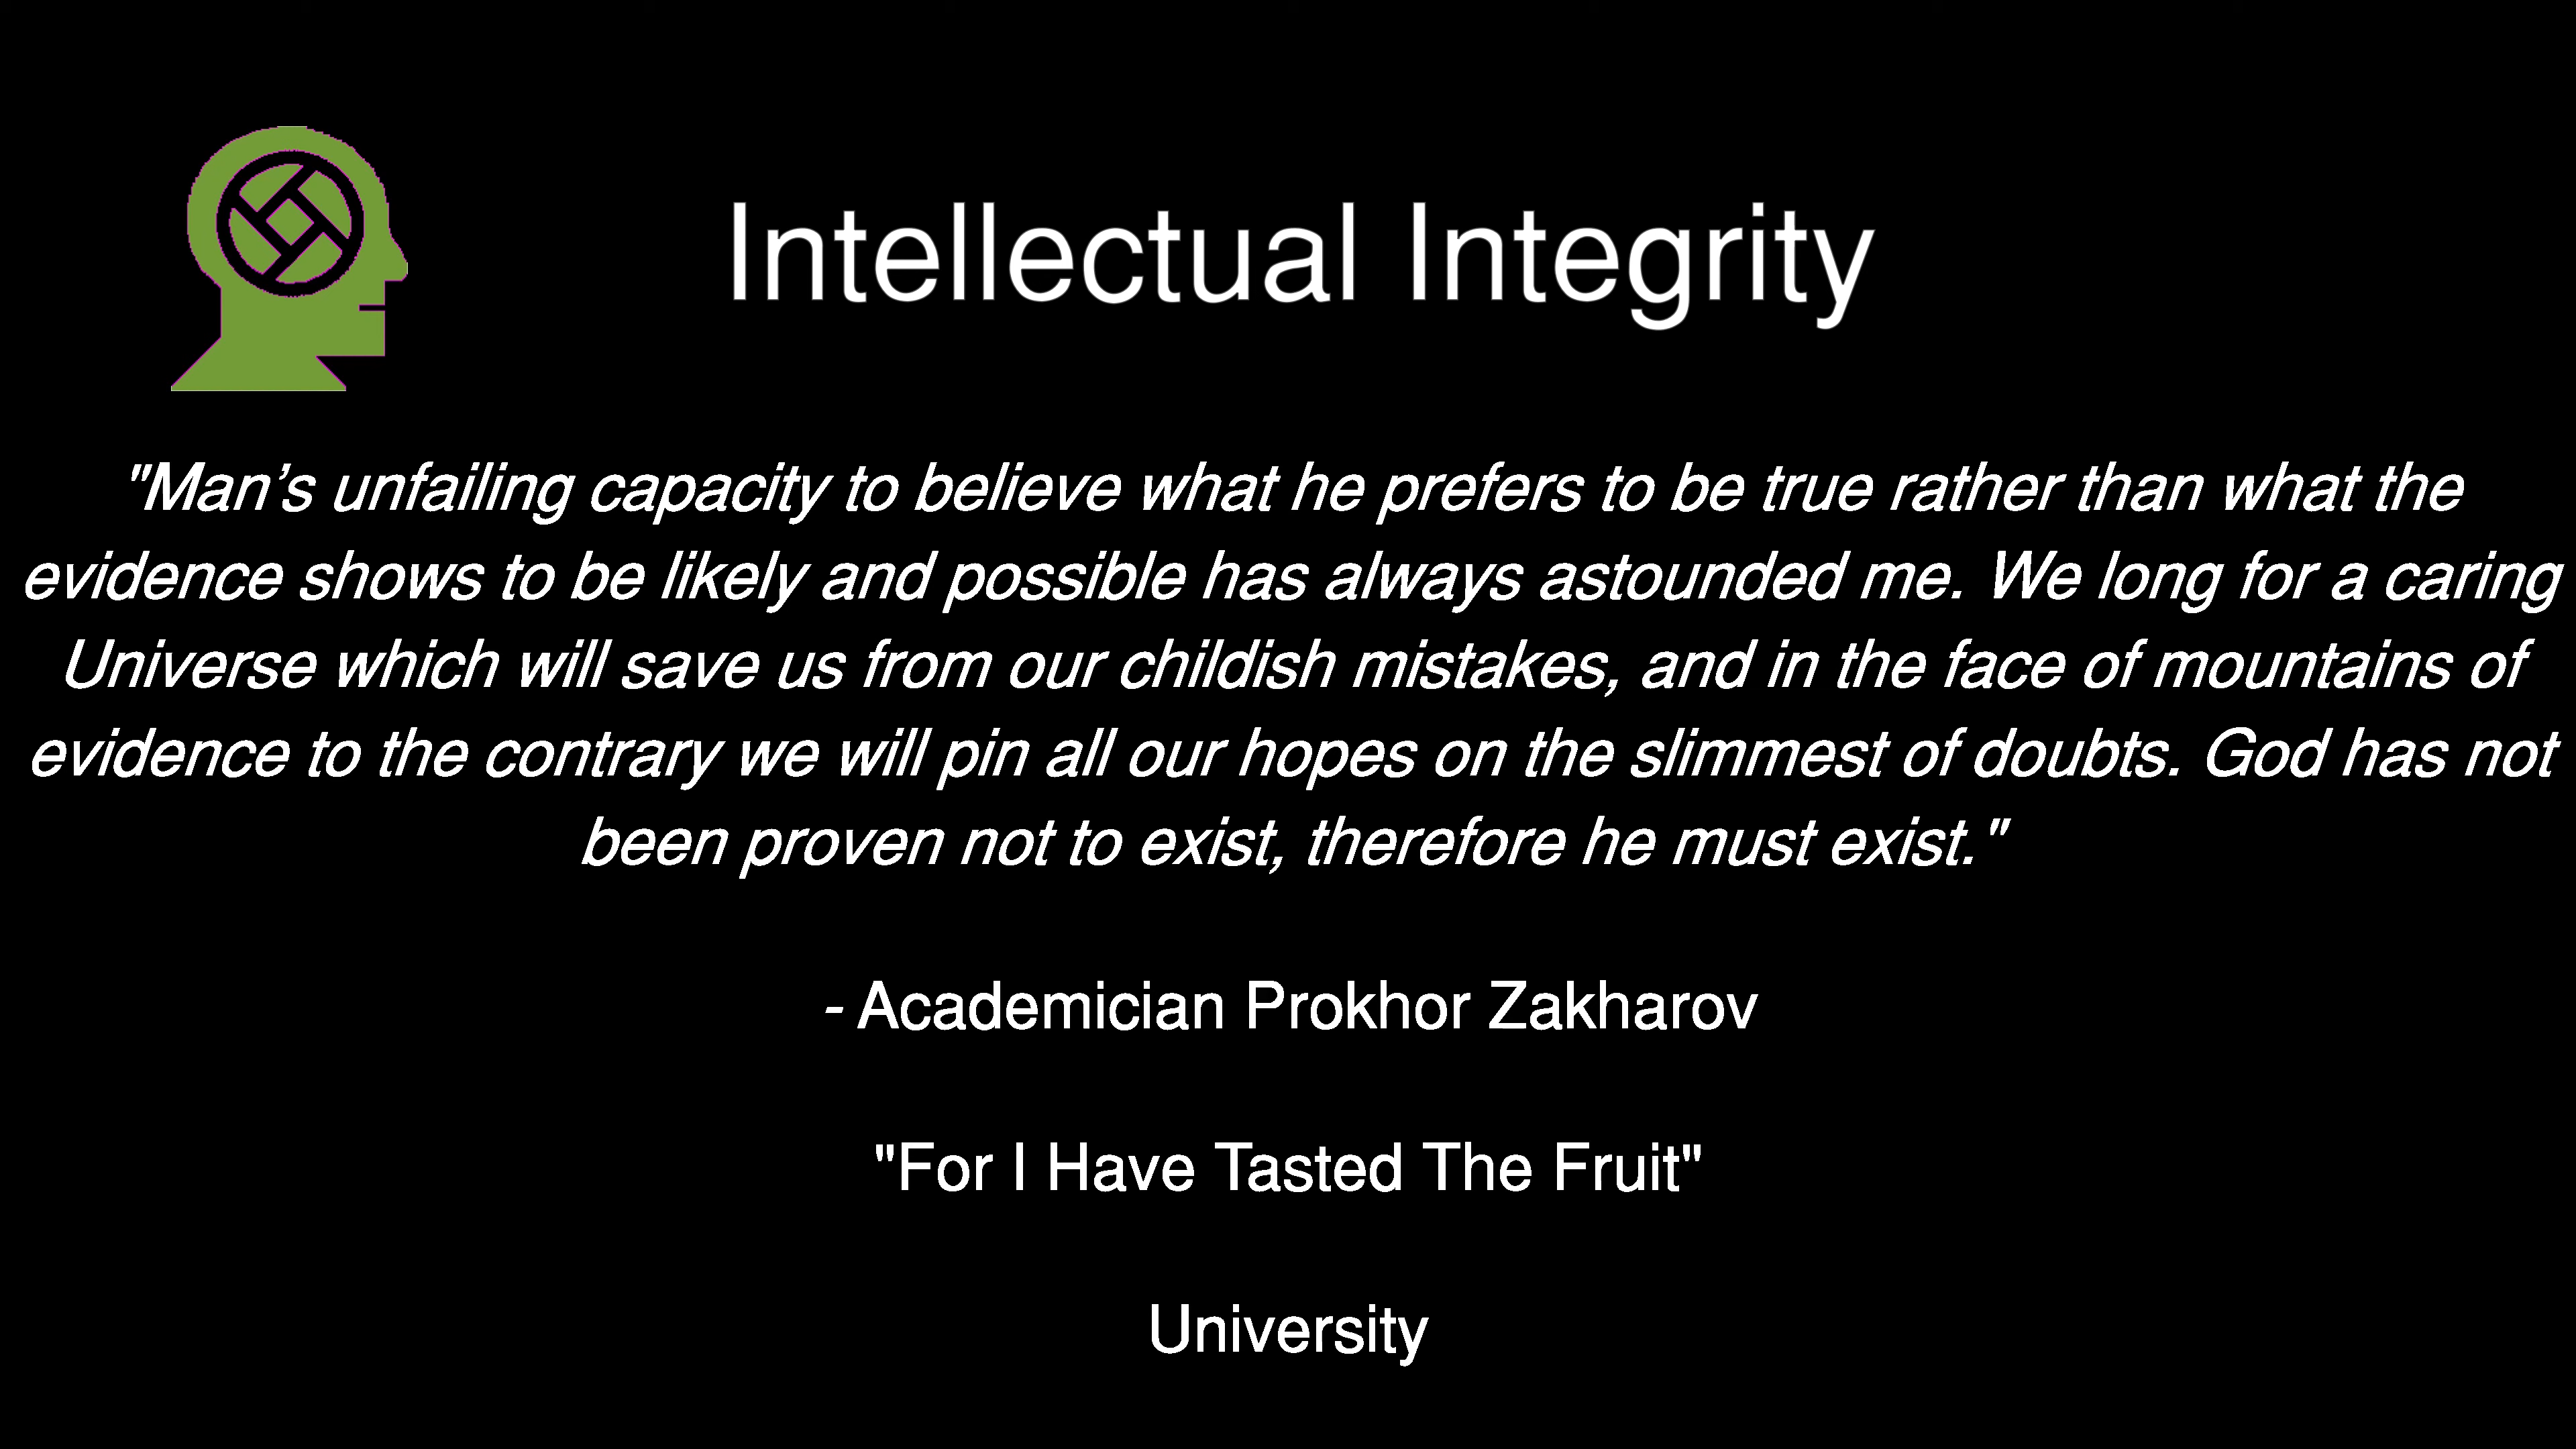 Intellectual Integrity
"Man’s unfailing capacity to believe what he prefers to be true rather than what the
evidence shows to be likely and possible has always astounded me. We long for a caring
Universe which will save us from our childish mistakes, and in the face of mountains of
evidence to the contrary we will pin all our hopes on the slimmest of doubts. God has not
been proven not to exist, therefore he must exist."
- Academician Prokhor Zakharov
"For I Have Tasted The Fruit"
University